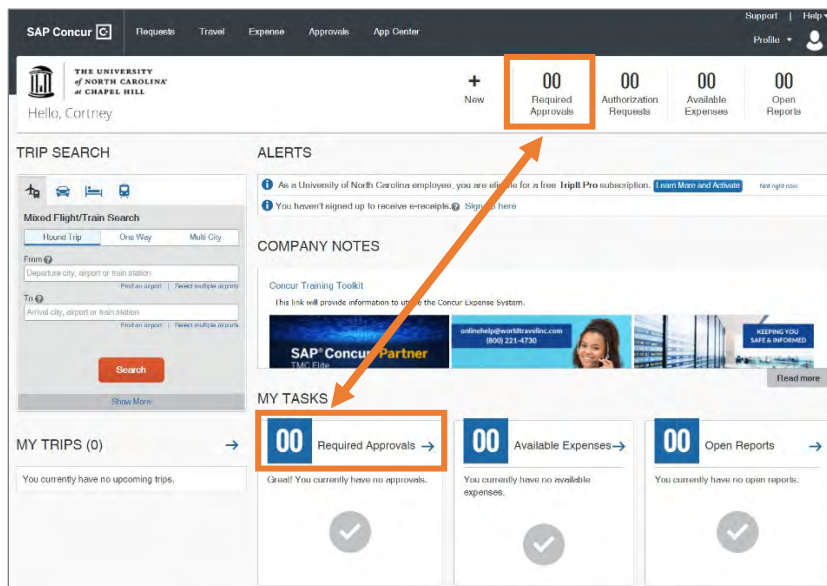 Support | Help
SAP Concur C Requests Travel Expense Approvals App Center
Profile
THE UNIVERSITY
of NORTH CAROLINA
at CHAPEL HILL
Hello, Cortney
+ 00 00 00 00
New Required Approvals Authorization Requests Available Expenses Open Reports
TRIP SEARCH
Mixed Flight/Train Search
Round Trip One Way Multi City
From
Departure city, airport or train station
Find an airport | Select multiple airports
To
Arrival city, airport or train station
Find an airport | Select multiple airports
Search
Show More
MY TRIPS (0)
You currently have no upcoming trips.
ALERTS
As a University of North Carolina employee, you are eligible for a free TripIt Pro subscription. Learn More and Activate Not right now
You haven't signed up to receive e-receipts. Sign up here
COMPANY NOTES
Concur Training Toolkit
This link will provide information to utilize the Concur Expense System.
SAP Concur Partner
TMC Elite
onlinehelp@worldtravelinc.com
(800) 221-4730
KEEPING YOU
SAFE & INFORMED
Read more
MY TASKS
00 Required Approvals
Great! You currently have no approvals.
00 Available Expenses
You currently have no available
expenses.
00 Open Reports
You currently have no open reports.